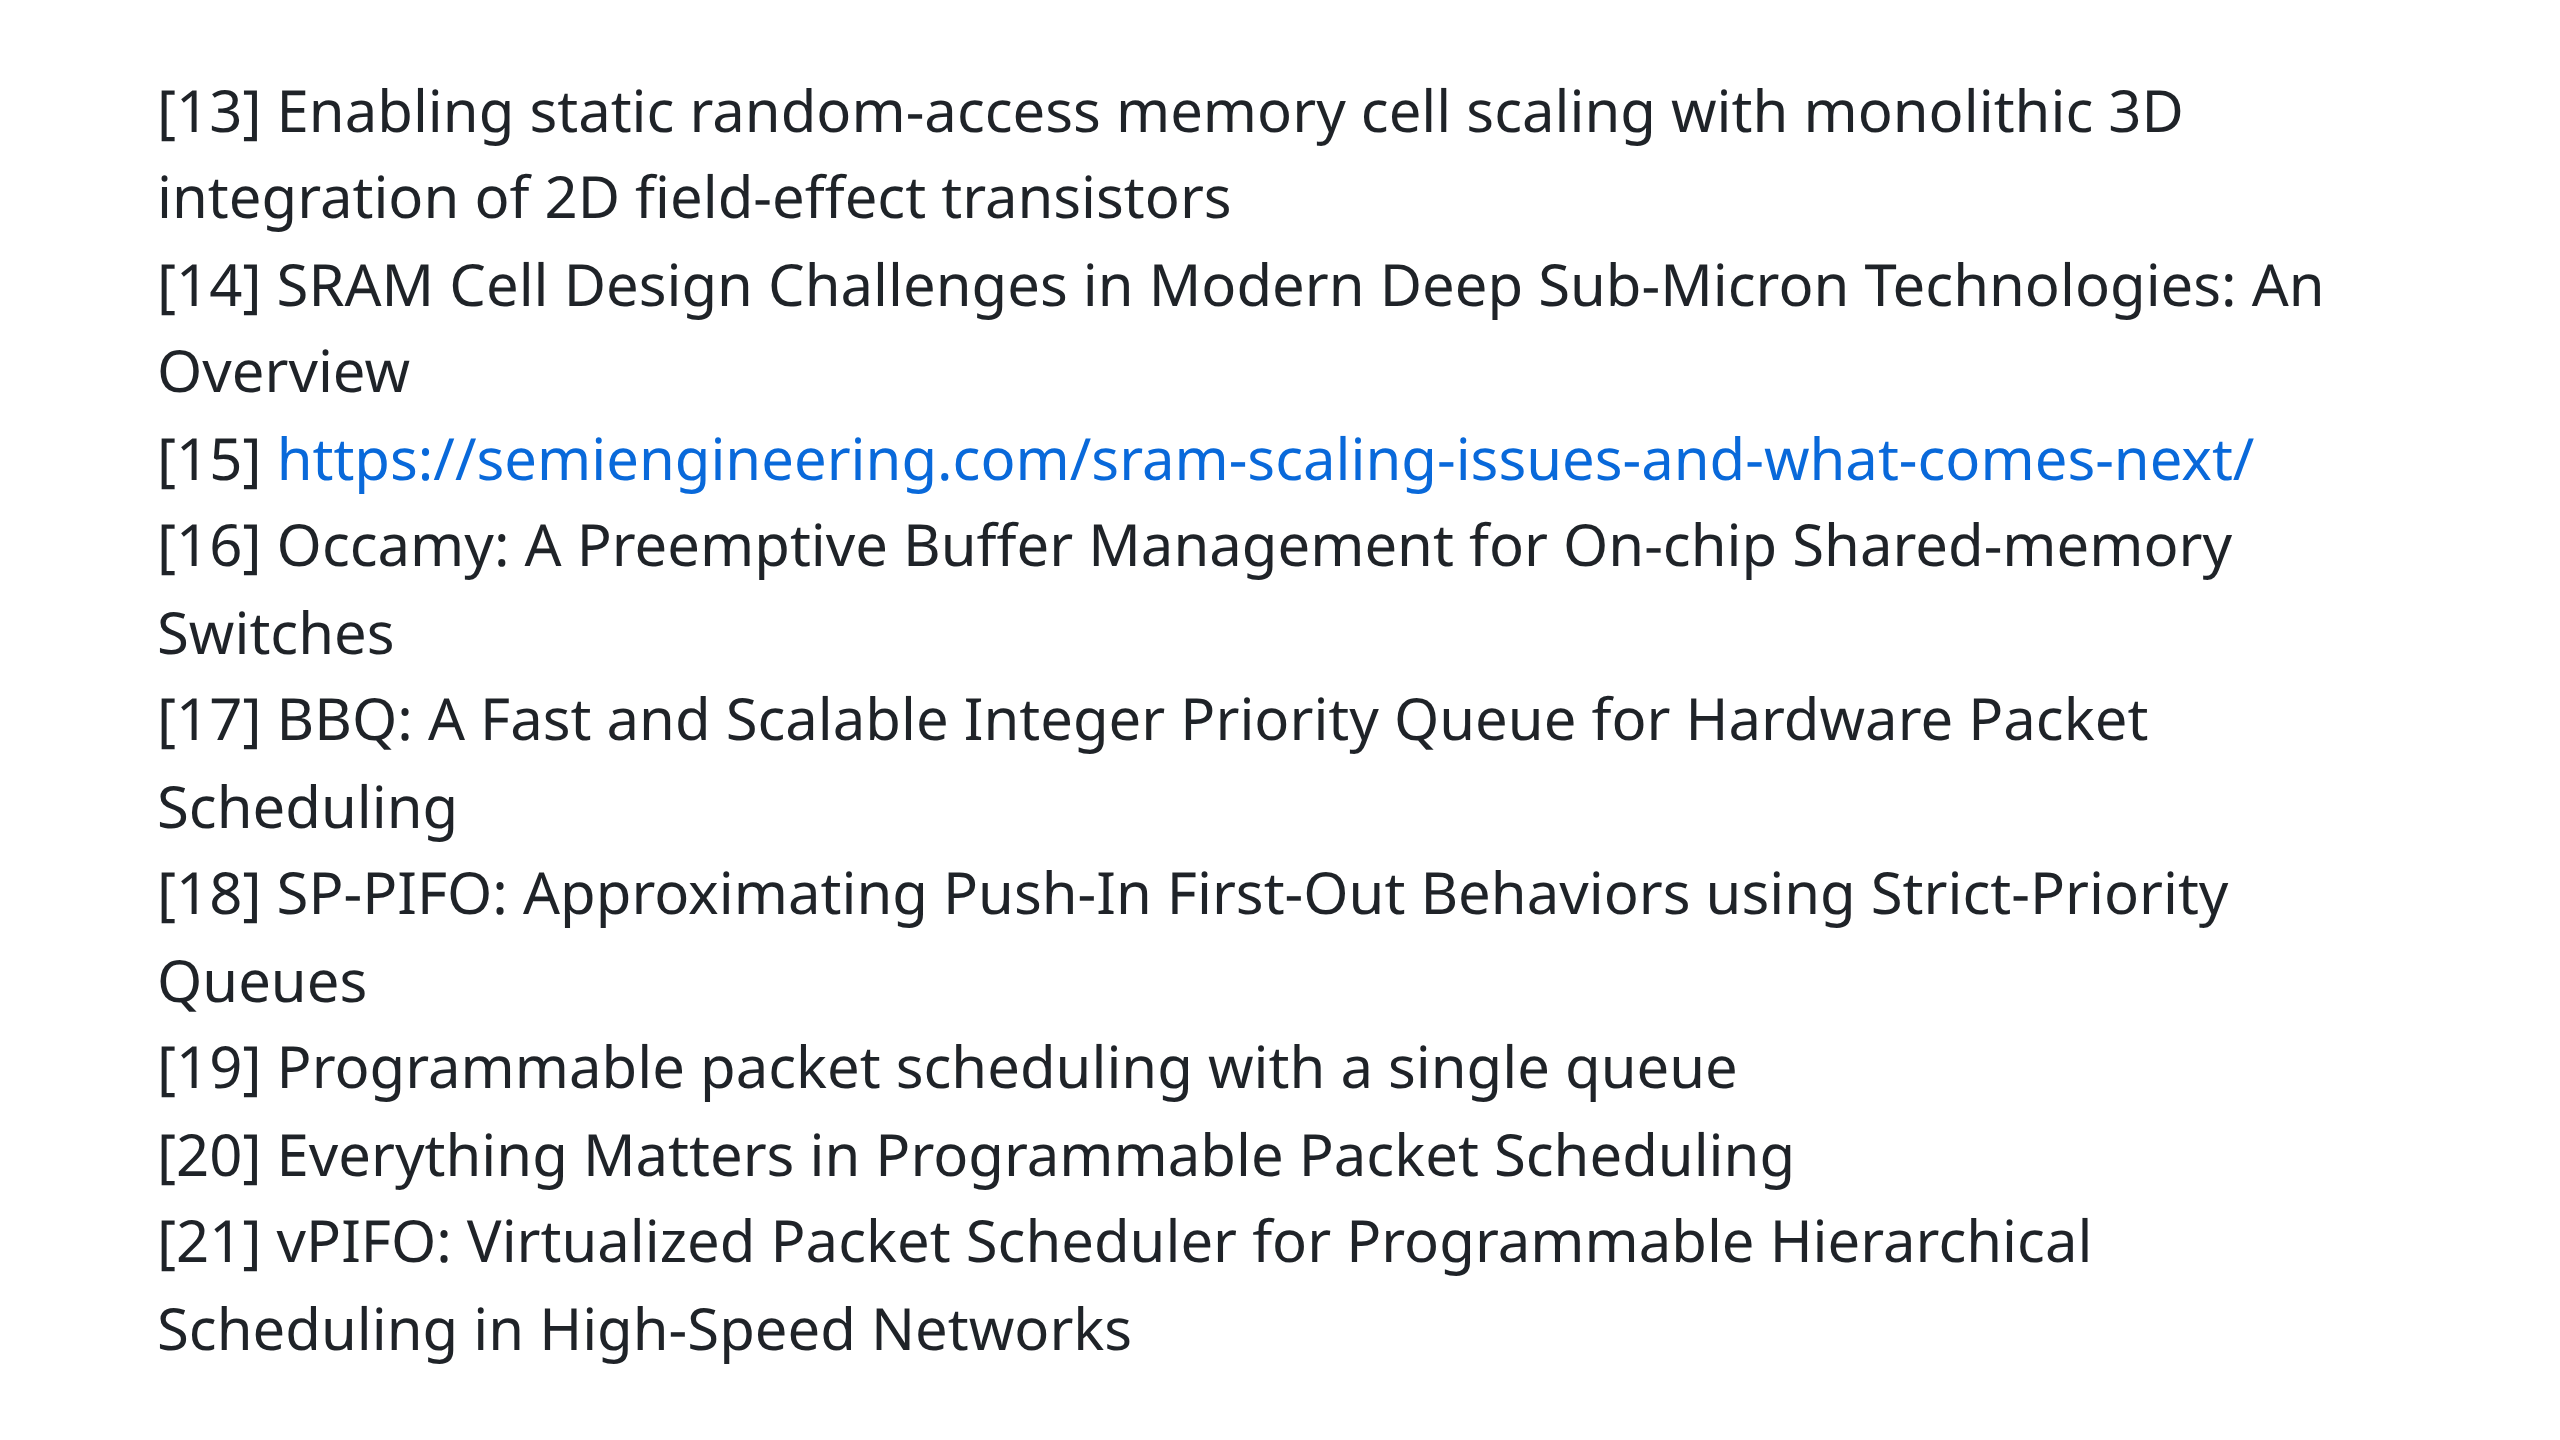 [13] Enabling static random-access memory cell scaling with monolithic 3D
integration of 2D field-effect transistors
[14] SRAM Cell Design Challenges in Modern Deep Sub-Micron Technologies: An
Overview
[15] https://semiengineering.com/sram-scaling-issues-and-what-comes-next/
[16] Occamy: A Preemptive Buffer Management for On-chip Shared-memory
Switches
[17] BBQ: A Fast and Scalable Integer Priority Queue for Hardware Packet
Scheduling
[18] SP-PIFO: Approximating Push-In First-Out Behaviors using Strict-Priority
Queues
[19] Programmable packet scheduling with a single queue
[20] Everything Matters in Programmable Packet Scheduling
[21] vPIFO: Virtualized Packet Scheduler for Programmable Hierarchical
Scheduling in High-Speed Networks